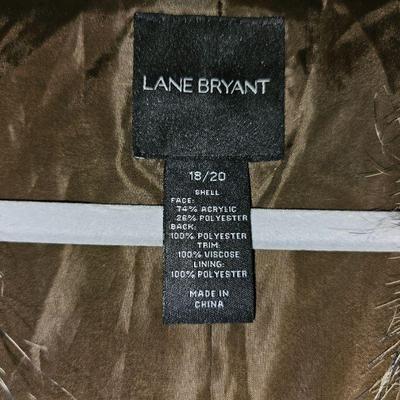 LANE BRYANT
18/20
SHELL
FACE:
74% ACRYLIC
26% POLYESTER
BACK:
100% POLYESTER
TRIM:
100% VISCOSE
LINING:
100% POLYESTER
MADE IN
CHINA